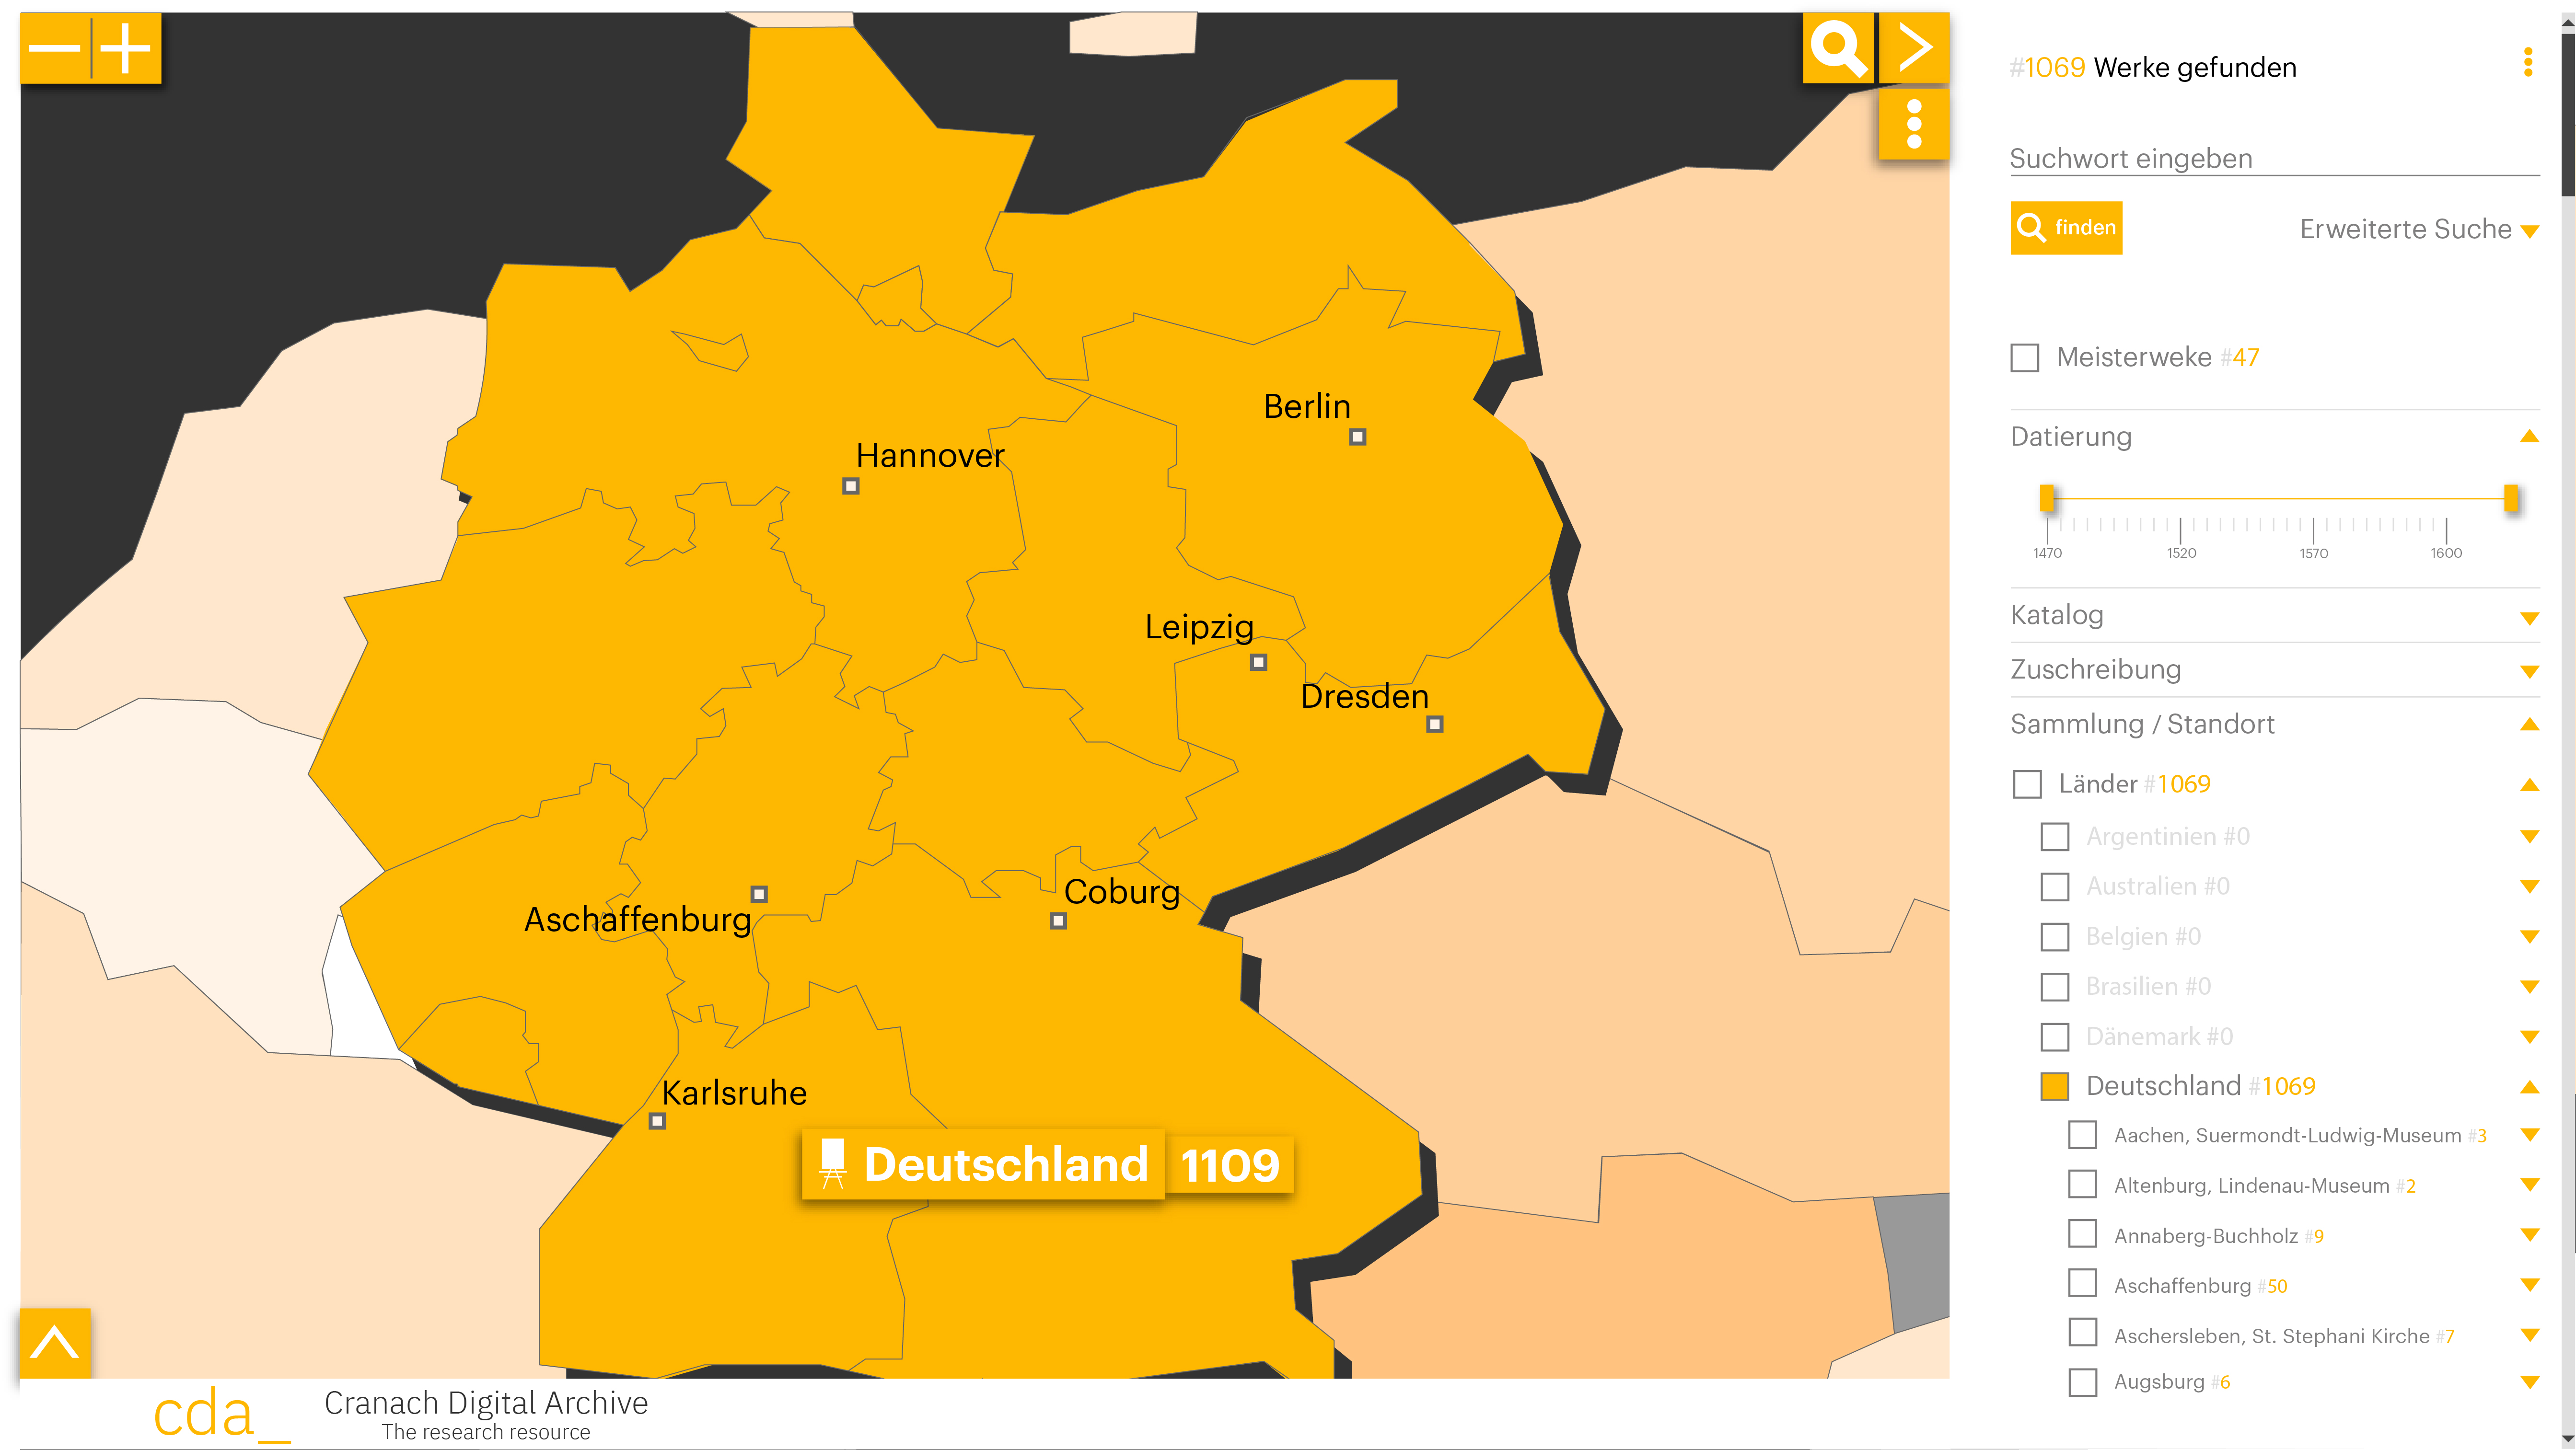 Berlin
Hannover
Leipzig
Dresden
Coburg
Aschaffenburg
Karlsruhe
Deutschland 1109
cda_
Cranach Digital Archive
The research resource
#1069 Werke gefunden
Suchwort eingeben
finden
Erweiterte Suche
Meisterweke #47
Datierung
1470 1520 1570 1600
Katalog
Zuschreibung
Sammlung / Standort
Länder #1069
Argentinien #0
Australien #0
Belgien #0
Brasilien #0
Dänemark #0
Deutschland #1069
Aachen, Suermondt-Ludwig-Museum #3
Altenburg, Lindenau-Museum #2
Annaberg-Buchholz #9
Aschaffenburg #50
Aschersleben, St. Stephani Kirche #7
Augsburg #6